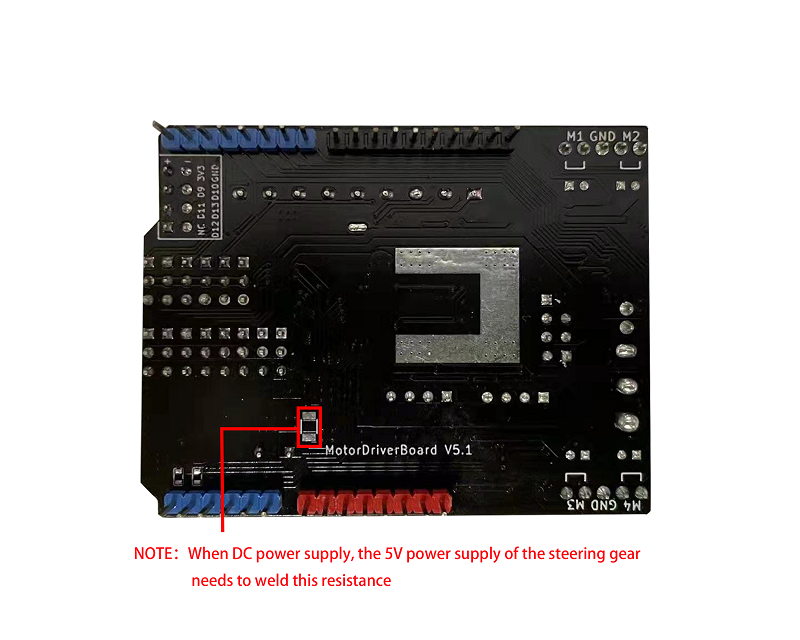 M1 GND M2
+ -
3V3 GND
D9 D10
D11 D13
NC D12
MotorDriverBoard V5.1
M3 GND M4
NOTE：When DC power supply, the 5V power supply of the steering gear
needs to weld this resistance